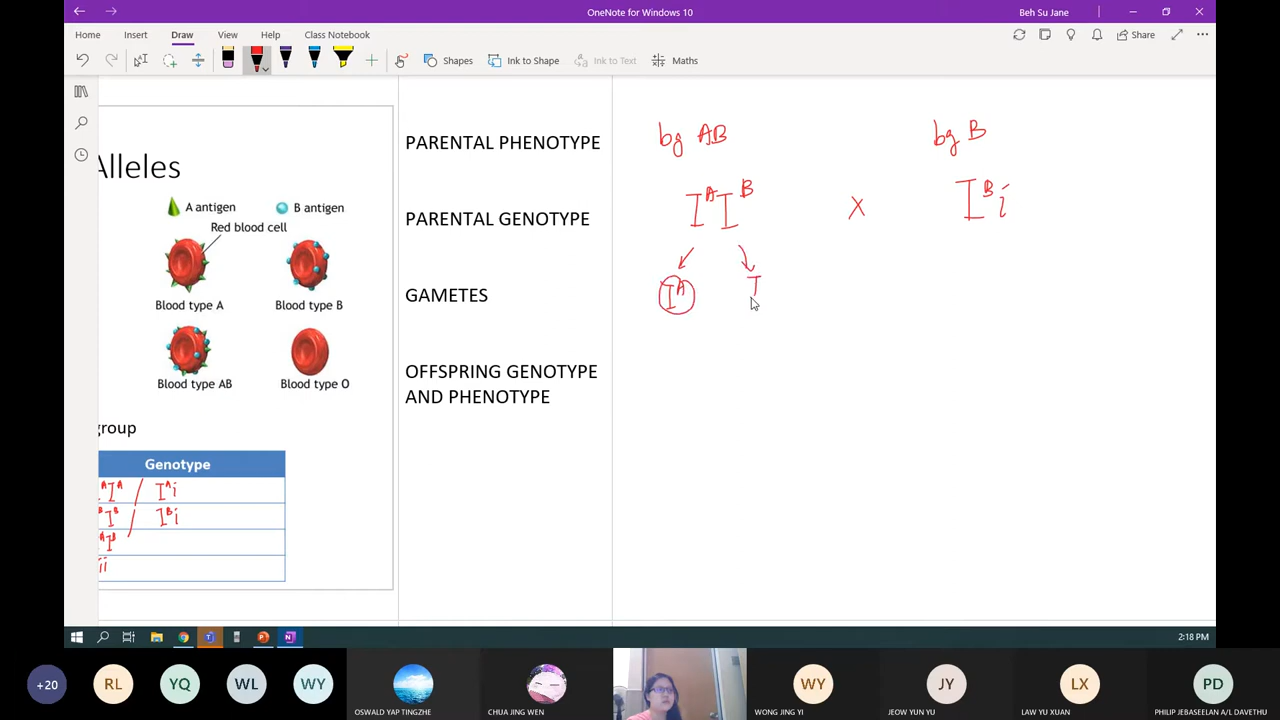 OneNote for Windows 10
Beh Su Jane
Home Insert Draw View Help Class Notebook
Share
Shapes Ink to Shape Ink to Text Maths
Alleles
A antigen B antigen
Red blood cell
Blood type A Blood type B
Blood type AB Blood type O
group
Genotype
I^A / I^A i
I^B / I^B i
I^B
ii
PARENTAL PHENOTYPE bg AB bg B
PARENTAL GENOTYPE I^A I^B X I^B i
GAMETES I^A I
OFFSPRING GENOTYPE
AND PHENOTYPE
2:18 PM
+20 RL YQ WL WY WY JY LX PD
OSWALD YAP TINGZHE CHUA JING WEN WONG JING YI JEOW YUN YU LAW YU XUAN PHILIP JEBASEELAN A/L DAVETHU